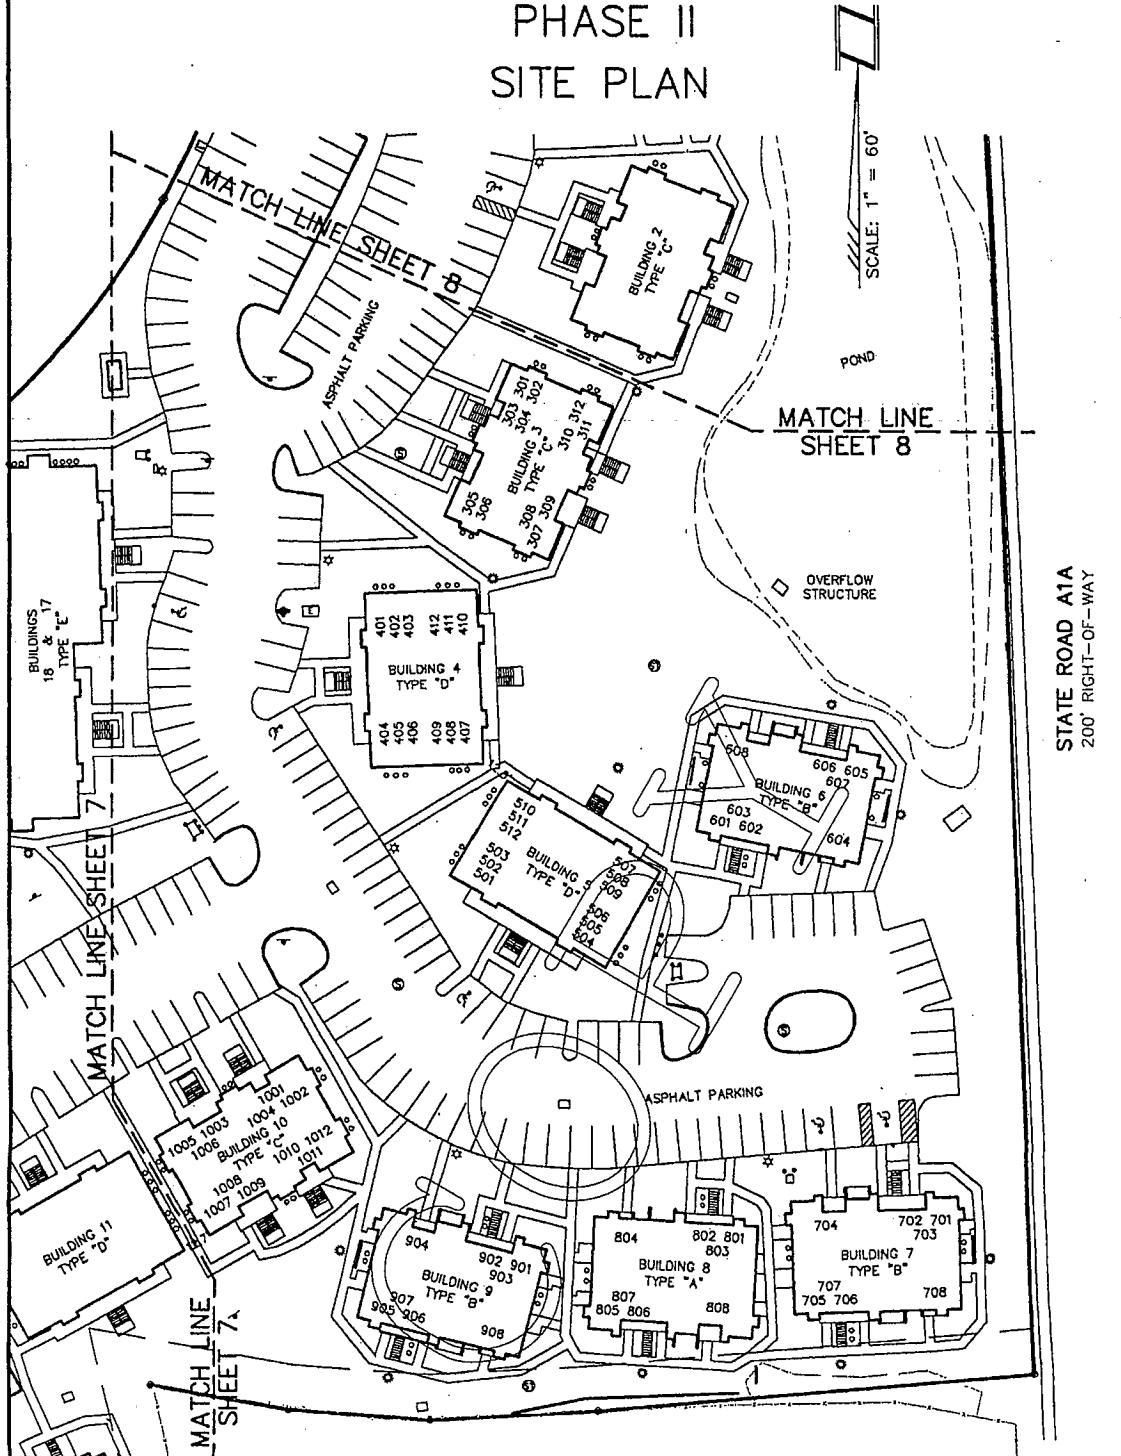 PHASE II
SITE PLAN
SCALE: 1" = 60'
MATCH LINE SHEET 8
BUILDING 2
TYPE "C"
ASPHALT PARKING
POND
MATCH LINE
SHEET 8
301
302
303
304
312
310
311
BUILDING 3
TYPE "C"
305
306
308
309
307
OVERFLOW
STRUCTURE
STATE ROAD A1A
200' RIGHT-OF-WAY
BUILDINGS
18 & 17
TYPE "E"
401
402
403
412
411
410
BUILDING 4
TYPE "D"
404
405
406
409
408
407
608
606 605
607
BUILDING 6
TYPE "B"
603
601 602
604
510
511
512
503
502
501
BUILDING 5
TYPE "D"
507
508
509
506
505
504
MATCH LINE SHEET 7
ASPHALT PARKING
1001
1004 1002
1005 1003
1006
BUILDING 10
TYPE "C"
1010 1012
1011
1008
1007 1009
BUILDING 11
TYPE "D"
904
902 901
903
BUILDING 9
TYPE "B"
907
905 906
908
804
802 801
803
BUILDING 8
TYPE "A"
807
805 806
808
704
702 701
703
BUILDING 7
TYPE "B"
707
705 706
708
MATCH LINE
SHEET 7A